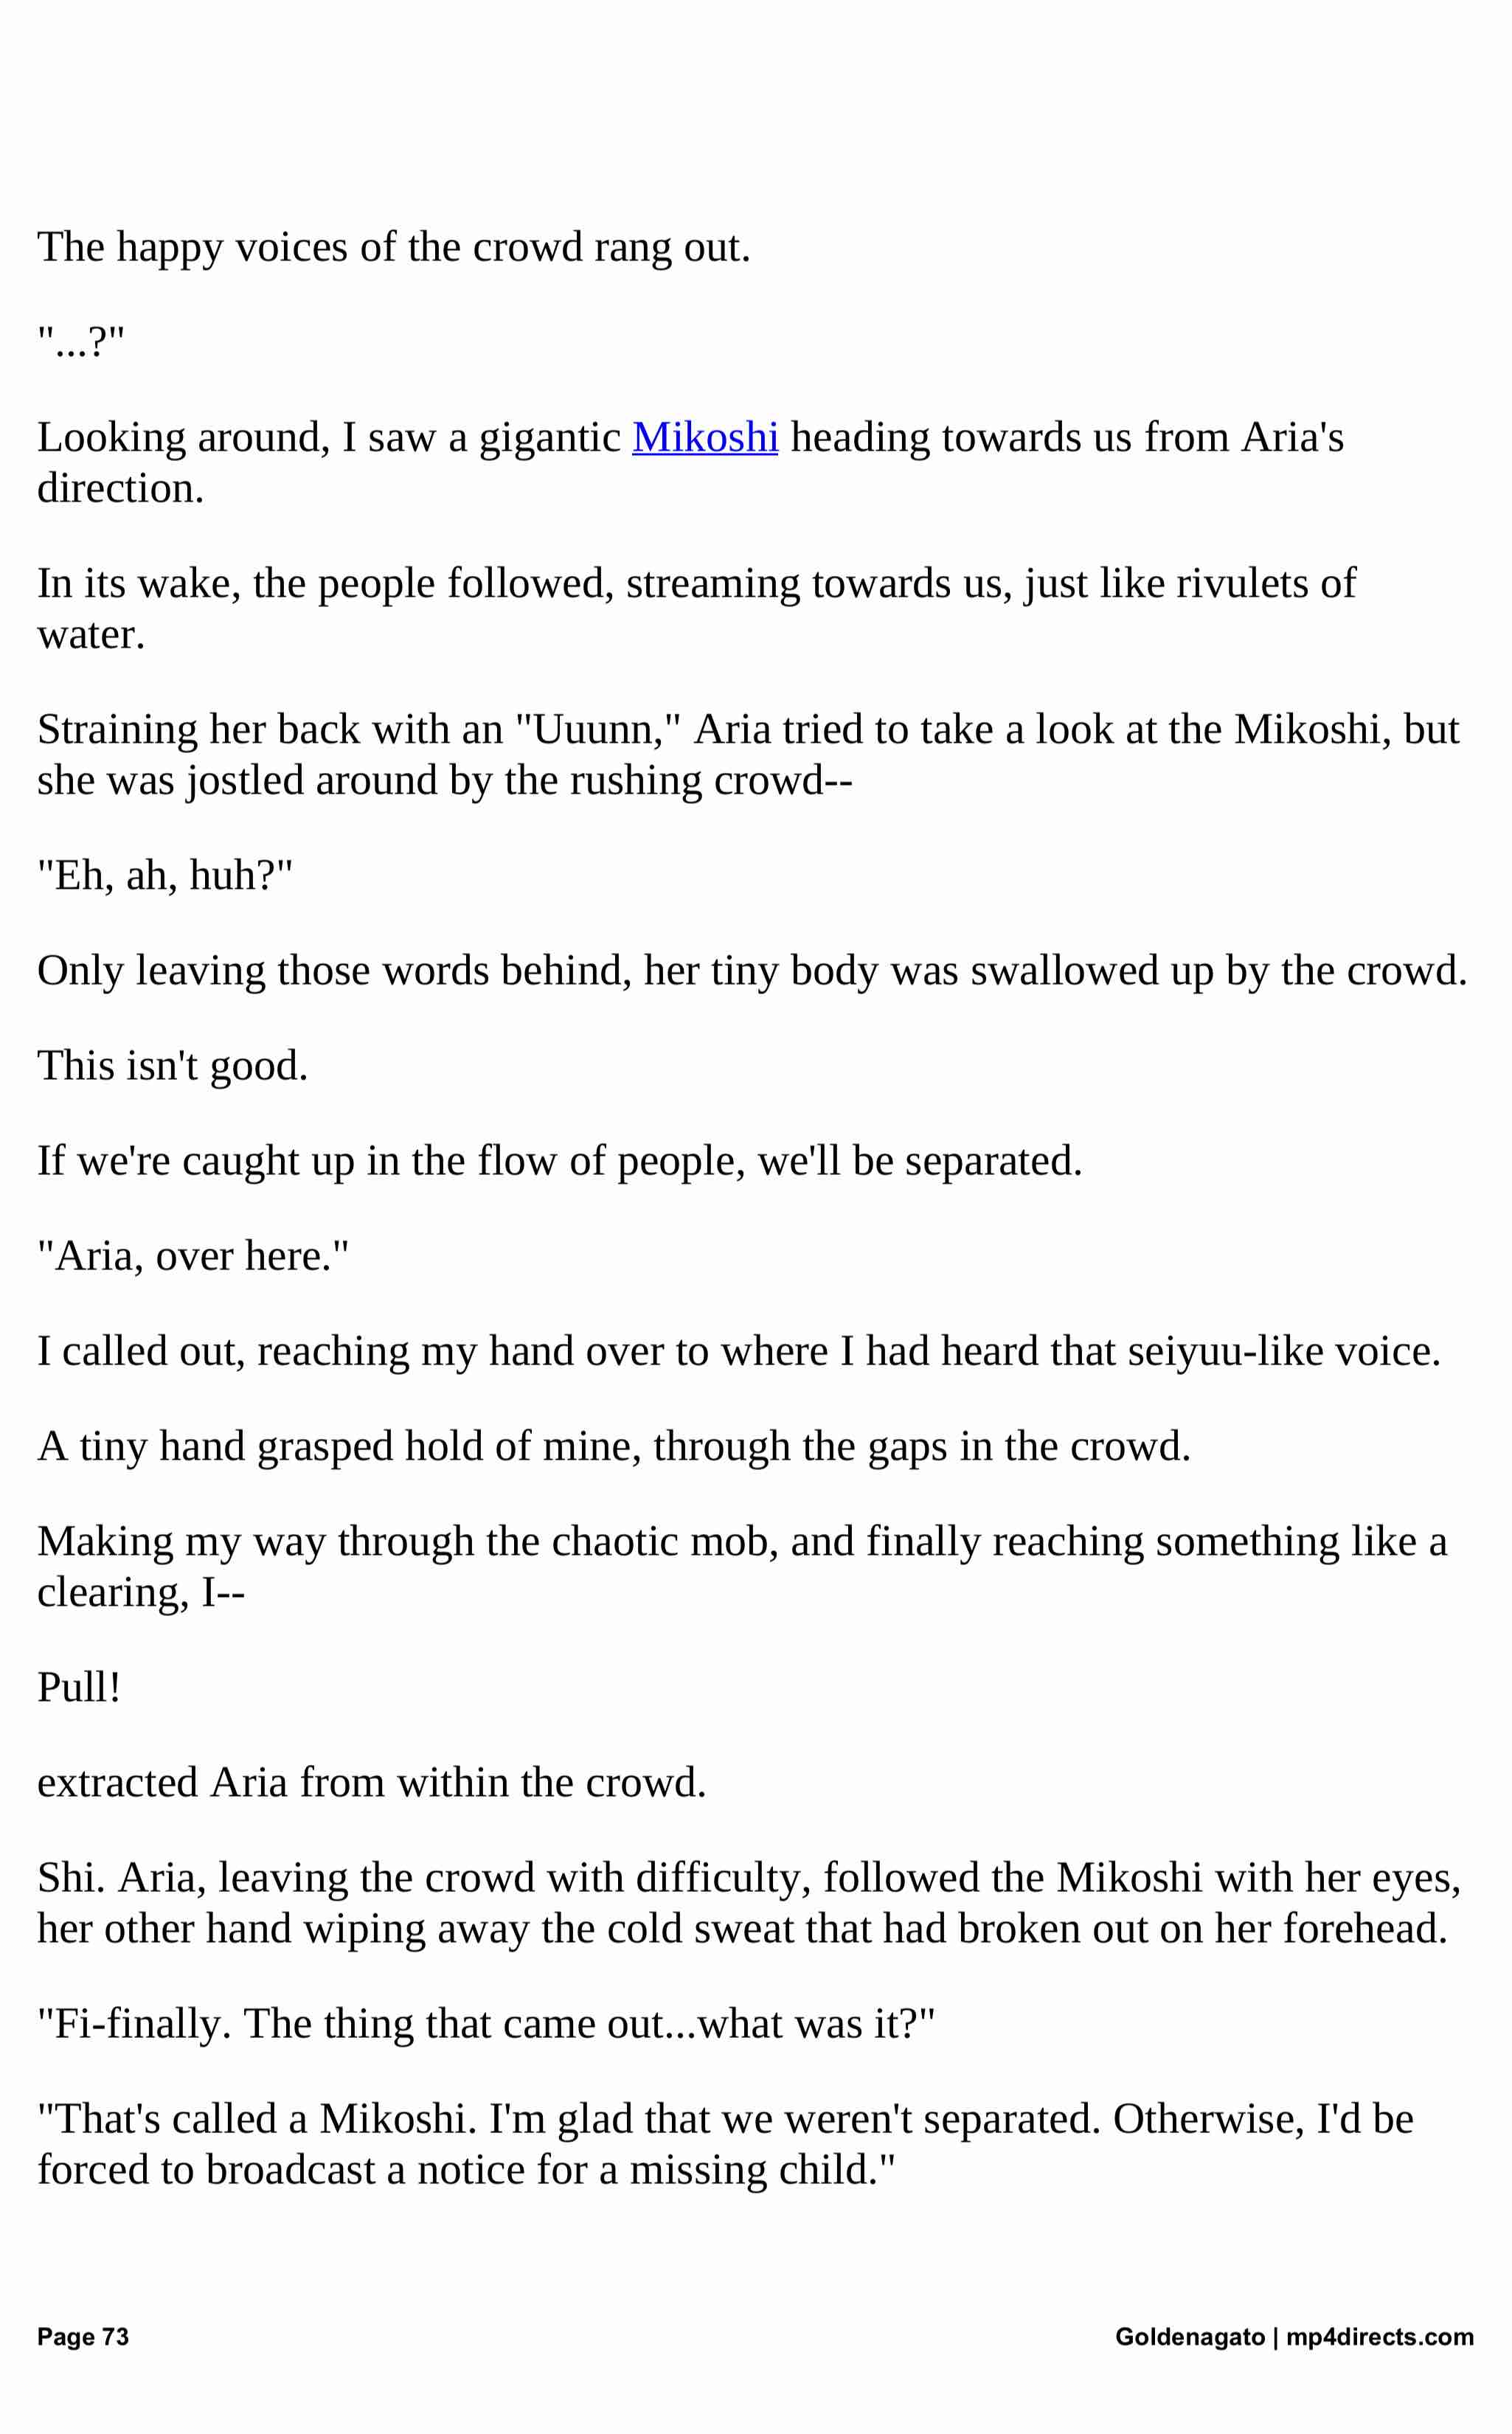 The happy voices of the crowd rang out.
"...?"
Looking around, I saw a gigantic Mikoshi heading towards us from Aria's
direction.
In its wake, the people followed, streaming towards us, just like rivulets of
water.
Straining her back with an "Uuunn," Aria tried to take a look at the Mikoshi, but
she was jostled around by the rushing crowd--
"Eh, ah, huh?"
Only leaving those words behind, her tiny body was swallowed up by the crowd.
This isn't good.
If we're caught up in the flow of people, we'll be separated.
"Aria, over here."
I called out, reaching my hand over to where I had heard that seiyuu-like voice.
A tiny hand grasped hold of mine, through the gaps in the crowd.
Making my way through the chaotic mob, and finally reaching something like a
clearing, I--
Pull!
extracted Aria from within the crowd.
Shi. Aria, leaving the crowd with difficulty, followed the Mikoshi with her eyes,
her other hand wiping away the cold sweat that had broken out on her forehead.
"Fi-finally. The thing that came out...what was it?"
"That's called a Mikoshi. I'm glad that we weren't separated. Otherwise, I'd be
forced to broadcast a notice for a missing child."
Page 73
Goldenagato | mp4directs.com